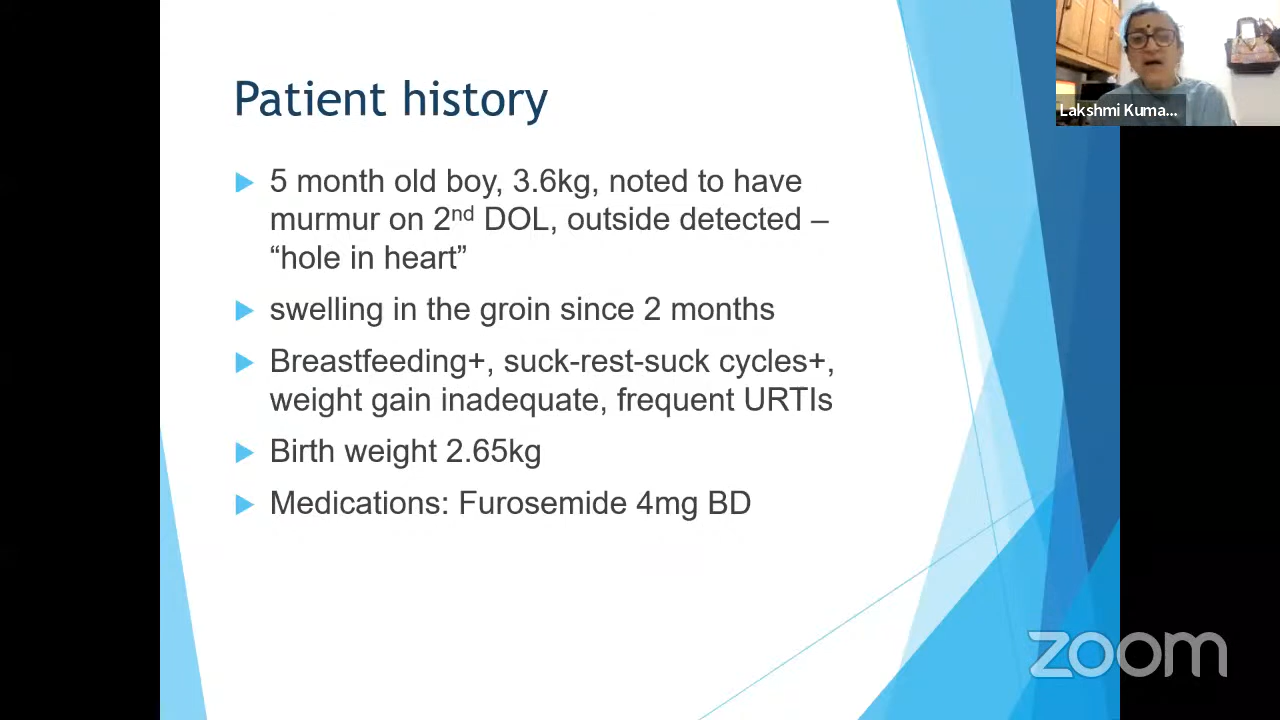 Patient history
5 month old boy, 3.6kg, noted to have
murmur on 2nd DOL, outside detected –
“hole in heart”
swelling in the groin since 2 months
Breastfeeding+, suck-rest-suck cycles+,
weight gain inadequate, frequent URTIs
Birth weight 2.65kg
Medications: Furosemide 4mg BD
Lakshmi Kuma...
zoom